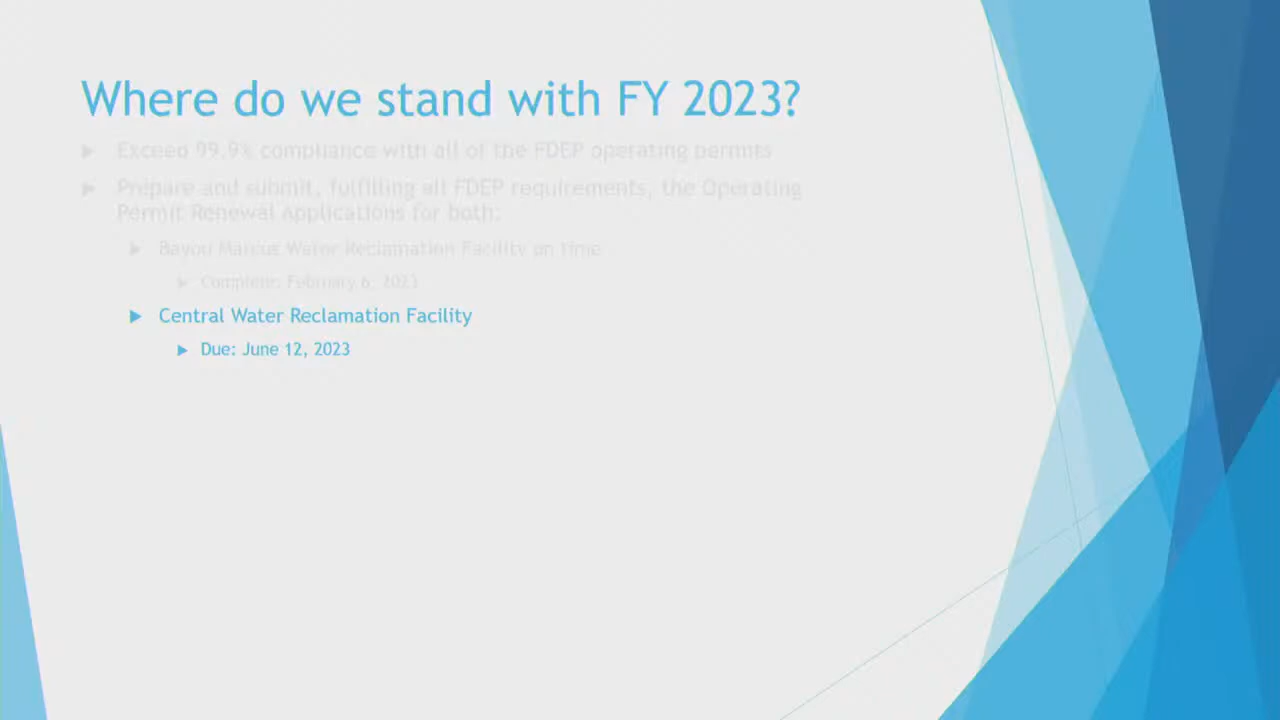 Where do we stand with FY 2023?
Exceed 99.9% compliance with all of the FDEP operating permits
Prepare and submit, fulfilling all FDEP requirements, the Operating
Permit Renewal Applications for both:
Bayou Marcus Water Reclamation Facility on time
Complete: February 6, 2023
Central Water Reclamation Facility
Due: June 12, 2023